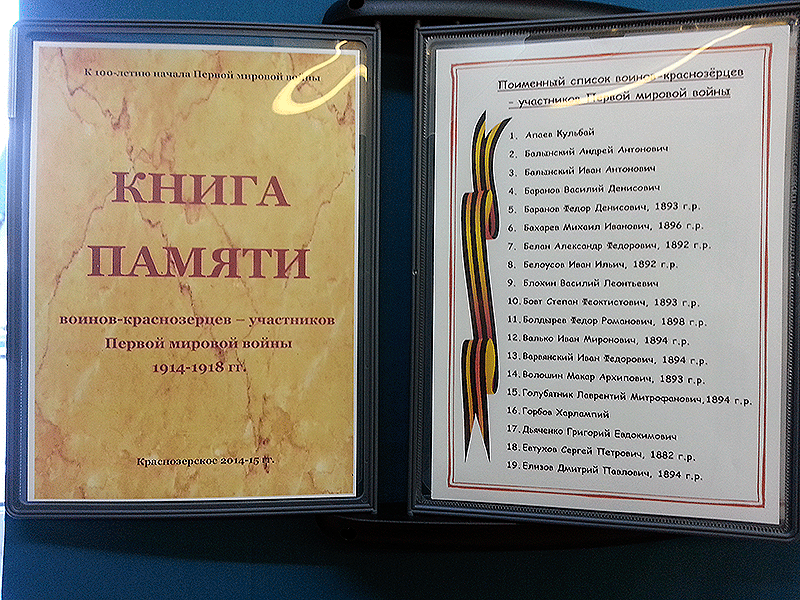 К 100-летию начала Первой мировой войны
КНИГА
ПАМЯТИ
воинов-краснозерцев – участников
Первой мировой войны
1914-1918 гг.
Краснозерское 2014-15 гг.
Поименный список воинов-краснозёрцев
– участников Первой мировой войны
1. Апаев Кульбай
2. Балынский Андрей Антонович
3. Балынский Иван Антонович
4. Баранов Василий Денисович
5. Баранов Федор Денисович, 1893 г.р.
6. Бахарев Михаил Иванович, 1896 г.р.
7. Белан Александр Федорович, 1892 г.р.
8. Белоусов Иван Ильич, 1892 г.р.
9. Блохин Василий Леонтьевич
10. Бовт Степан Феоктистович, 1893 г.р.
11. Болдырев Федор Романович, 1898 г.р.
12. Валько Иван Миронович, 1894 г.р.
13. Варвянский Иван Федорович, 1894 г.р.
14. Волошин Макар Архипович, 1893 г.р.
15. Голубятник Лаврентий Митрофанович,1894 г.р.
16. Горбов Харлампий
17. Дьяченко Григорий Евдокимович
18. Евтухов Сергей Петрович, 1882 г.р.
19. Елизов Дмитрий Павлович, 1894 г.р.